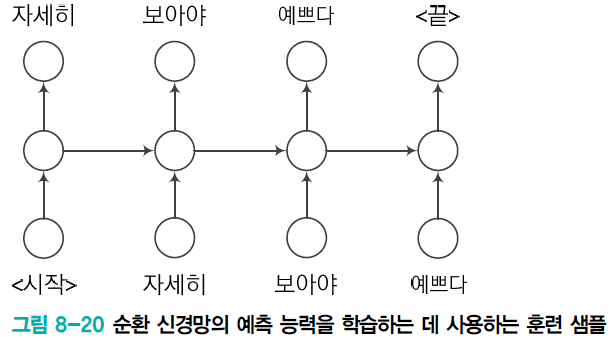 자세히 보아야 예쁘다 <끝>
<시작> 자세히 보아야 예쁘다
그림 8-20 순환 신경망의 예측 능력을 학습하는 데 사용하는 훈련 샘플